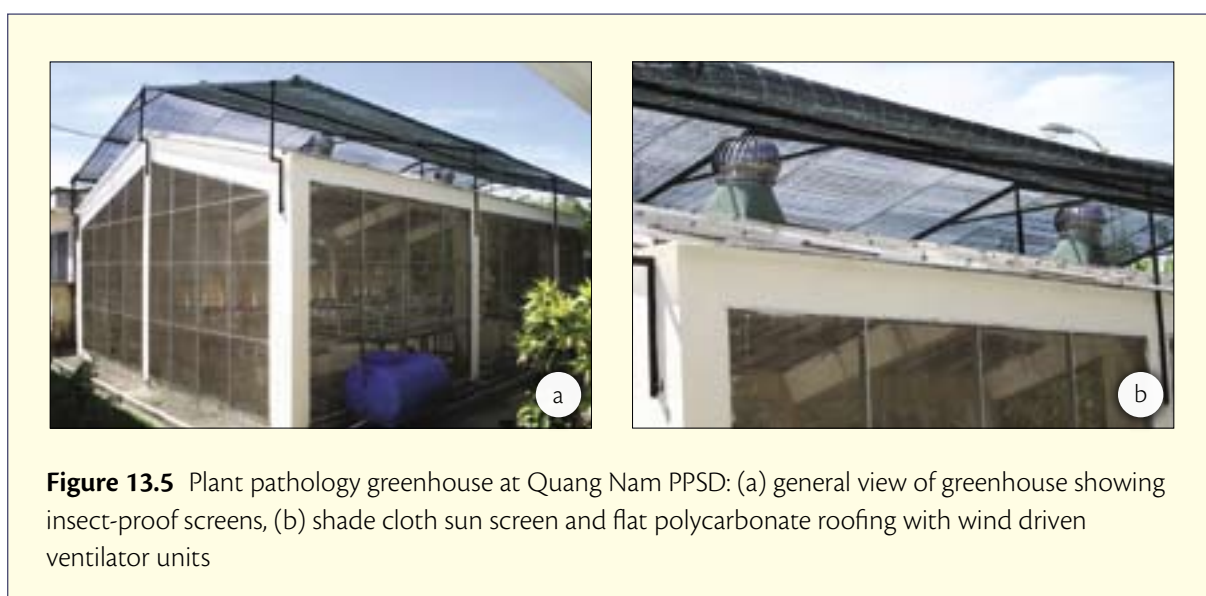 a
b
Figure 13.5 Plant pathology greenhouse at Quang Nam PPSD: (a) general view of greenhouse showing
insect-proof screens, (b) shade cloth sun screen and flat polycarbonate roofing with wind driven
ventilator units